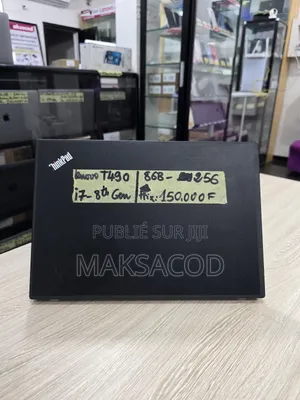 ThinkPad
Lenovo T490 8GB - 256
i7- 8th Gen Prix: 150.000F
PUBLIÉ SUR JIJI
MAKSACOD